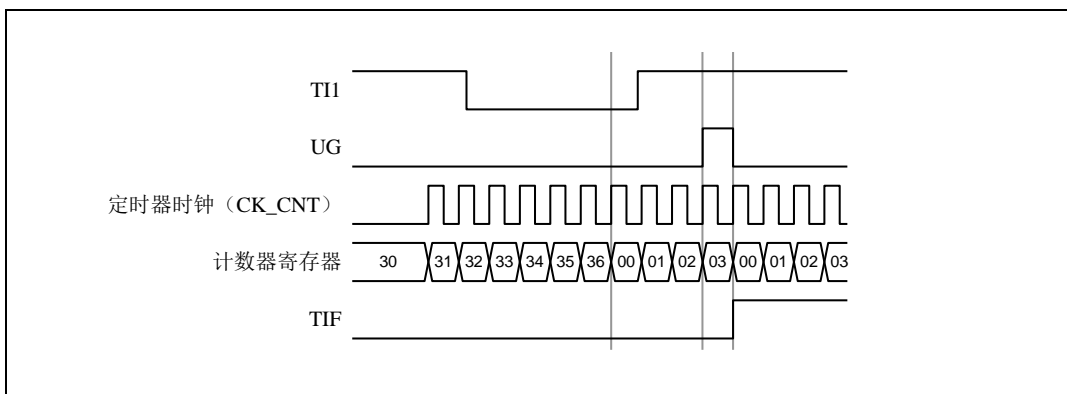 TI1
UG
定时器时钟（CK_CNT）
计数器寄存器 30 31 32 33 34 35 36 00 01 02 03 00 01 02 03
TIF